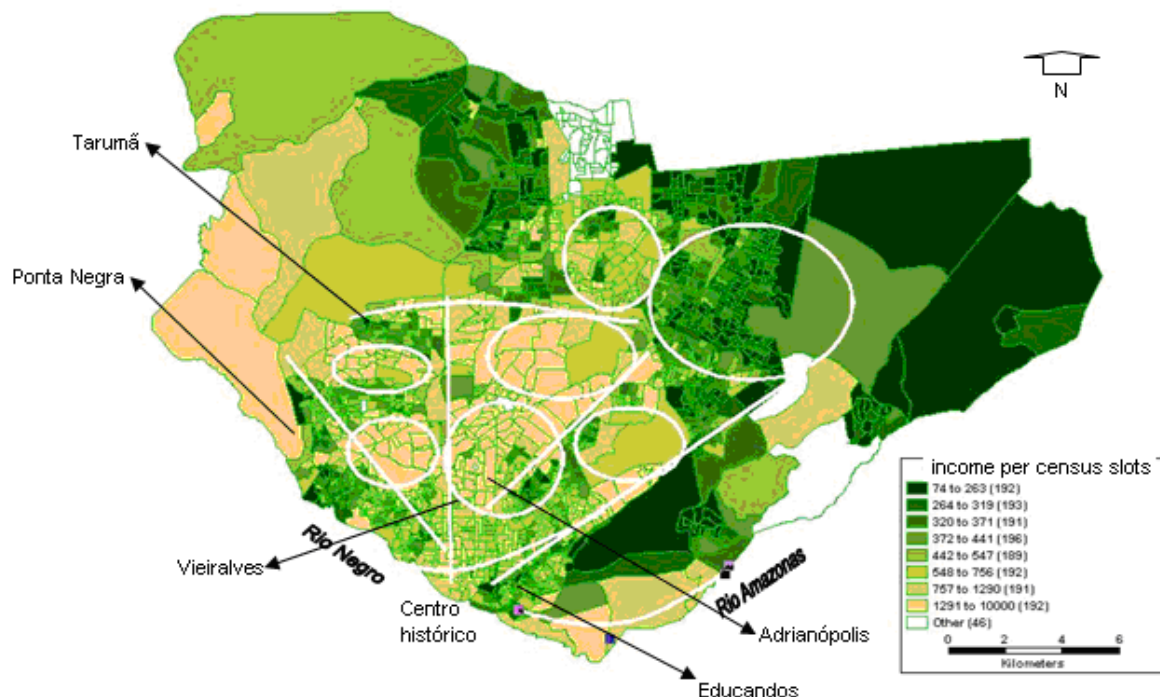 N
Tarumã
Ponta Negra
Vieiralves
Rio Negro
Centro
histórico
Rio Amazonas
Adrianópolis
Educandos
income per census slots
74 to 263 (192)
264 to 319 (193)
320 to 371 (191)
372 to 441 (196)
442 to 547 (189)
548 to 756 (192)
757 to 1290 (191)
1291 to 10000 (192)
Other (46)
0 2 4 6
Kilometers